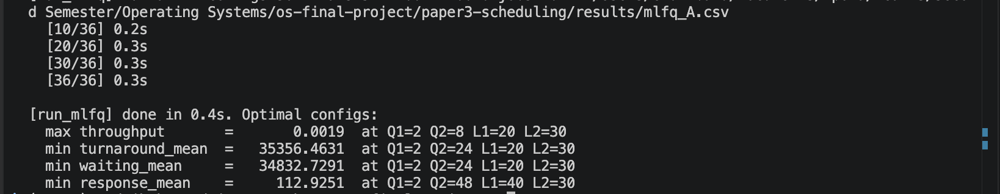 d Semester/Operating Systems/os-final-project/paper3-scheduling/results/mlfq_A.csv
[10/36] 0.2s
[20/36] 0.3s
[30/36] 0.3s
[36/36] 0.3s
[run_mlfq] done in 0.4s. Optimal configs:
max throughput = 0.0019 at Q1=2 Q2=8 L1=20 L2=30
min turnaround_mean = 35356.4631 at Q1=2 Q2=24 L1=20 L2=30
min waiting_mean = 34832.7291 at Q1=2 Q2=24 L1=20 L2=30
min response_mean = 112.9251 at Q1=2 Q2=48 L1=40 L2=30